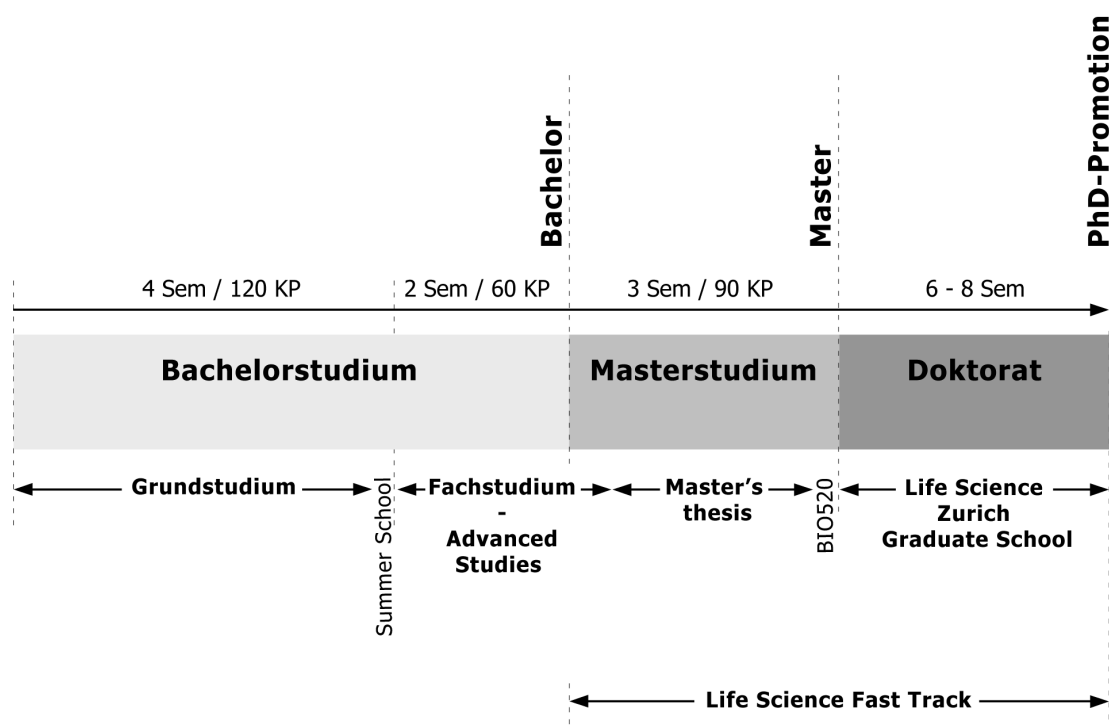 Bachelor
Master
PhD-Promotion
4 Sem / 120 KP
2 Sem / 60 KP
3 Sem / 90 KP
6 - 8 Sem
Bachelorstudium
Masterstudium
Doktorat
Grundstudium
Summer School
Fachstudium
-
Advanced
Studies
Master's
thesis
BIO520
Life Science
Zurich
Graduate School
Life Science Fast Track